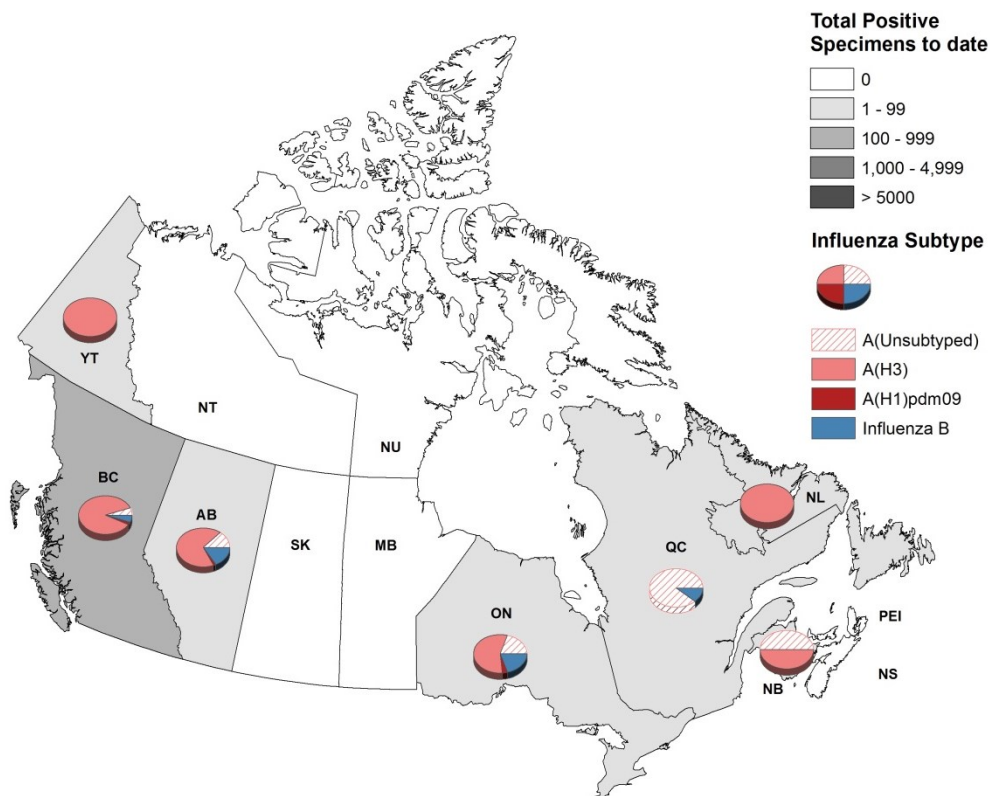 Total Positive
Specimens to date
0
1 - 99
100 - 999
1,000 - 4,999
> 5000
Influenza Subtype
A(Unsubtyped)
A(H3)
A(H1)pdm09
Influenza B
YT
NT
NU
BC
AB
SK
MB
ON
QC
NL
PEI
NS
NB